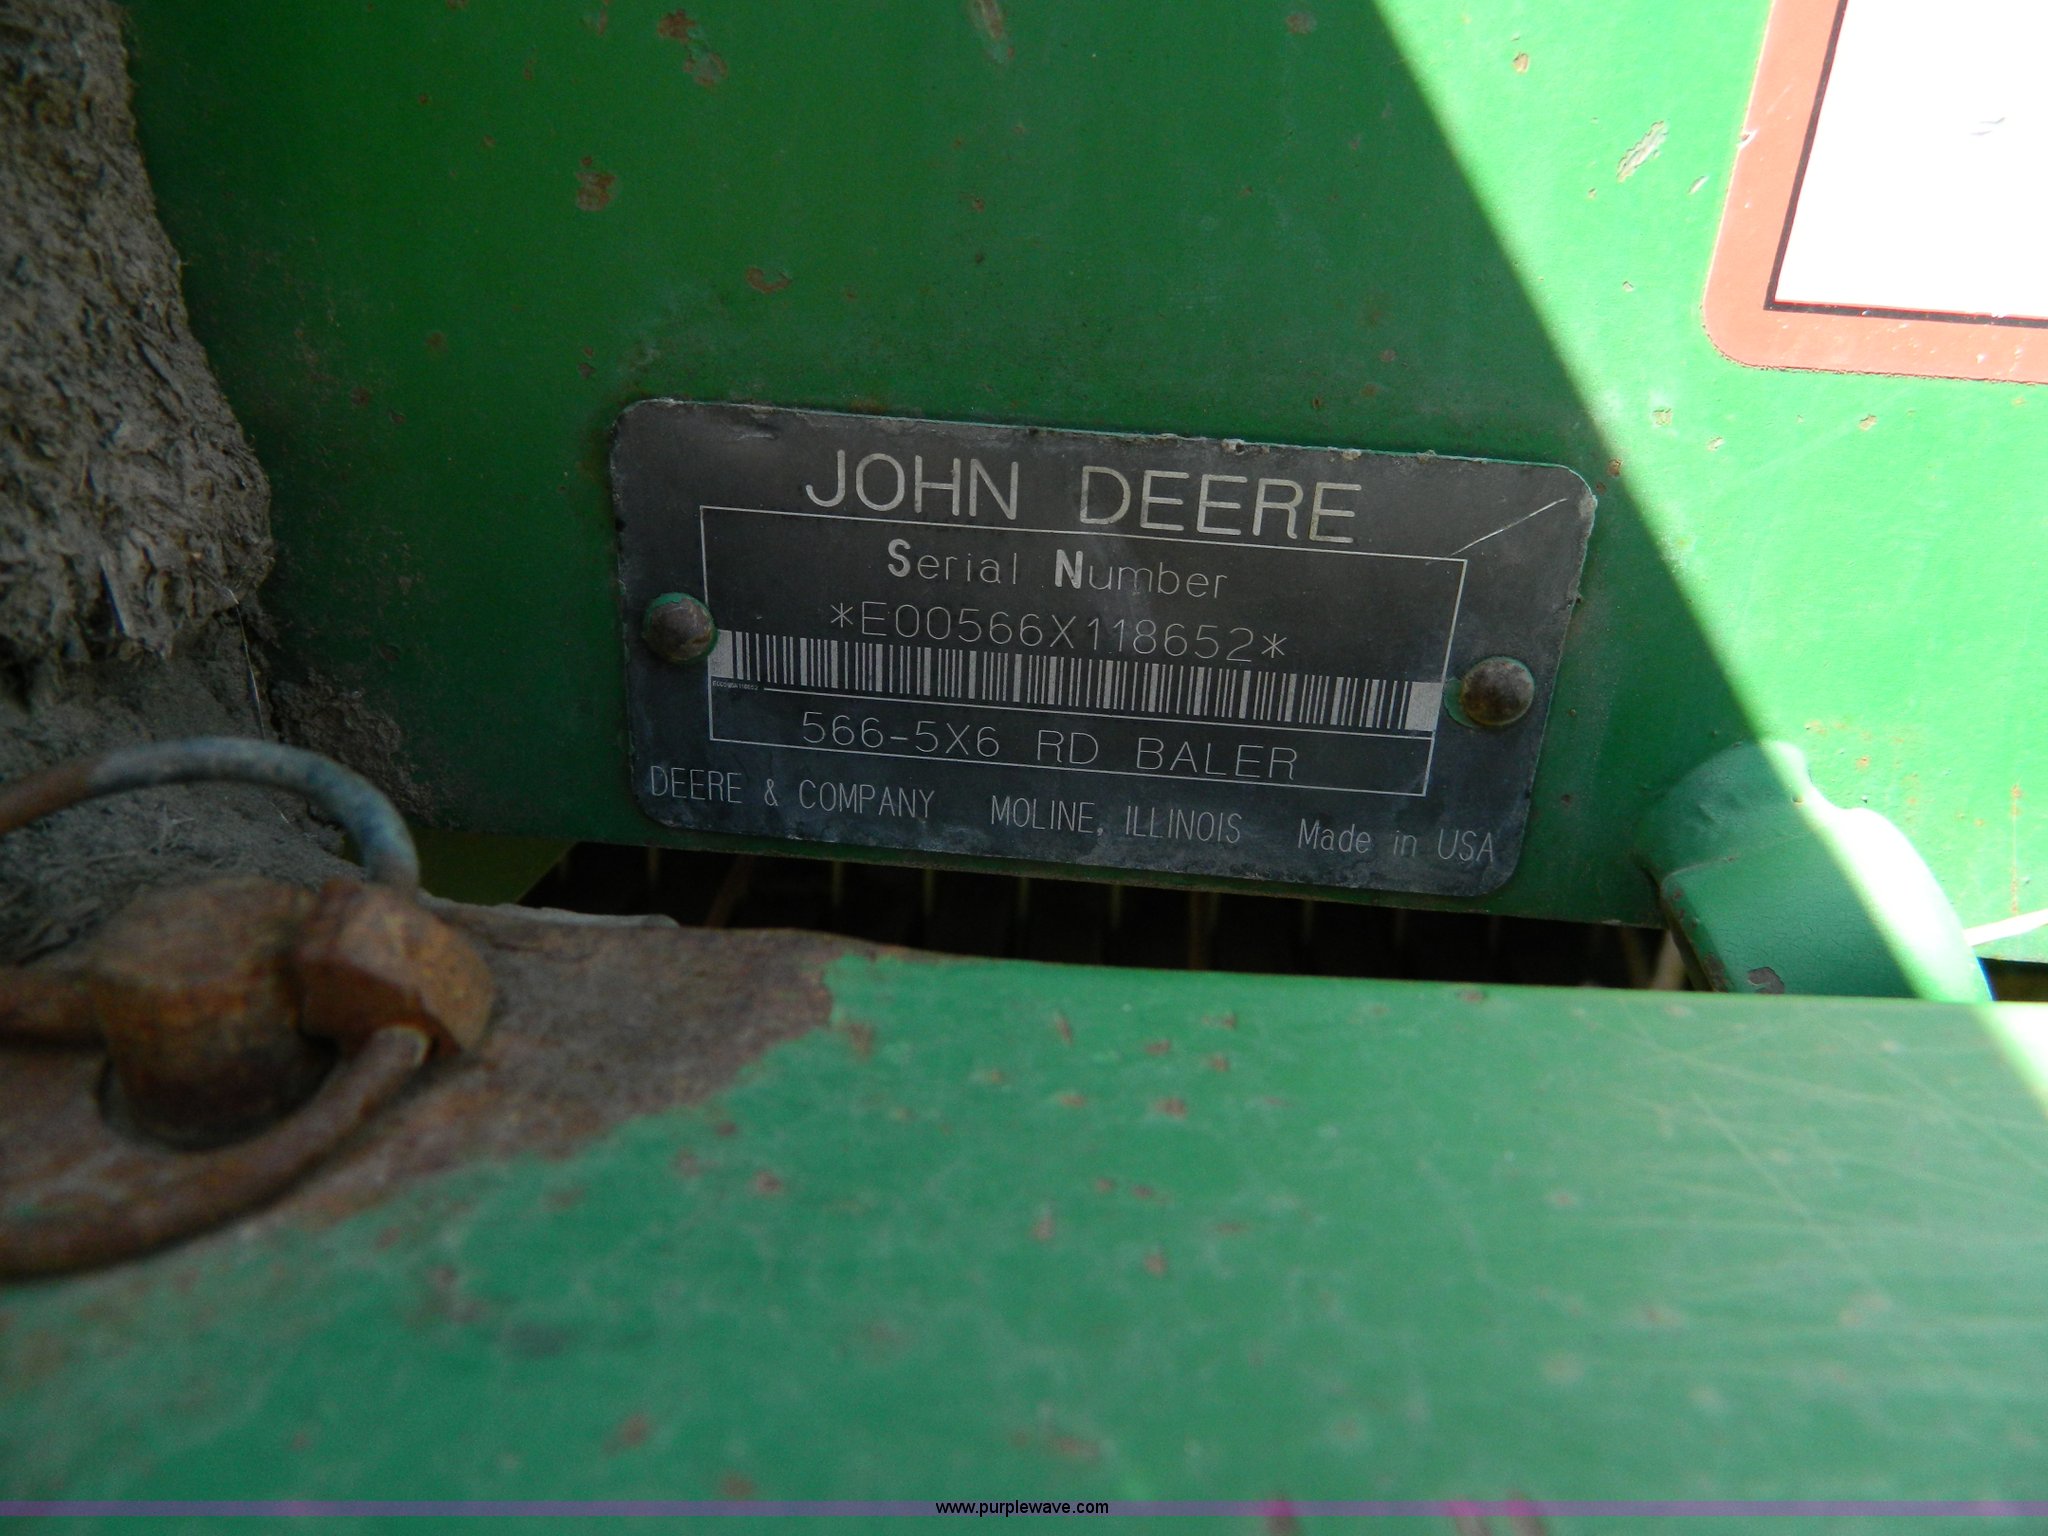 JOHN DEERE
Serial Number
*E00566X118652*
566-5X6 RD BALER
DEERE & COMPANY MOLINE, ILLINOIS Made in USA
www.purplewave.com